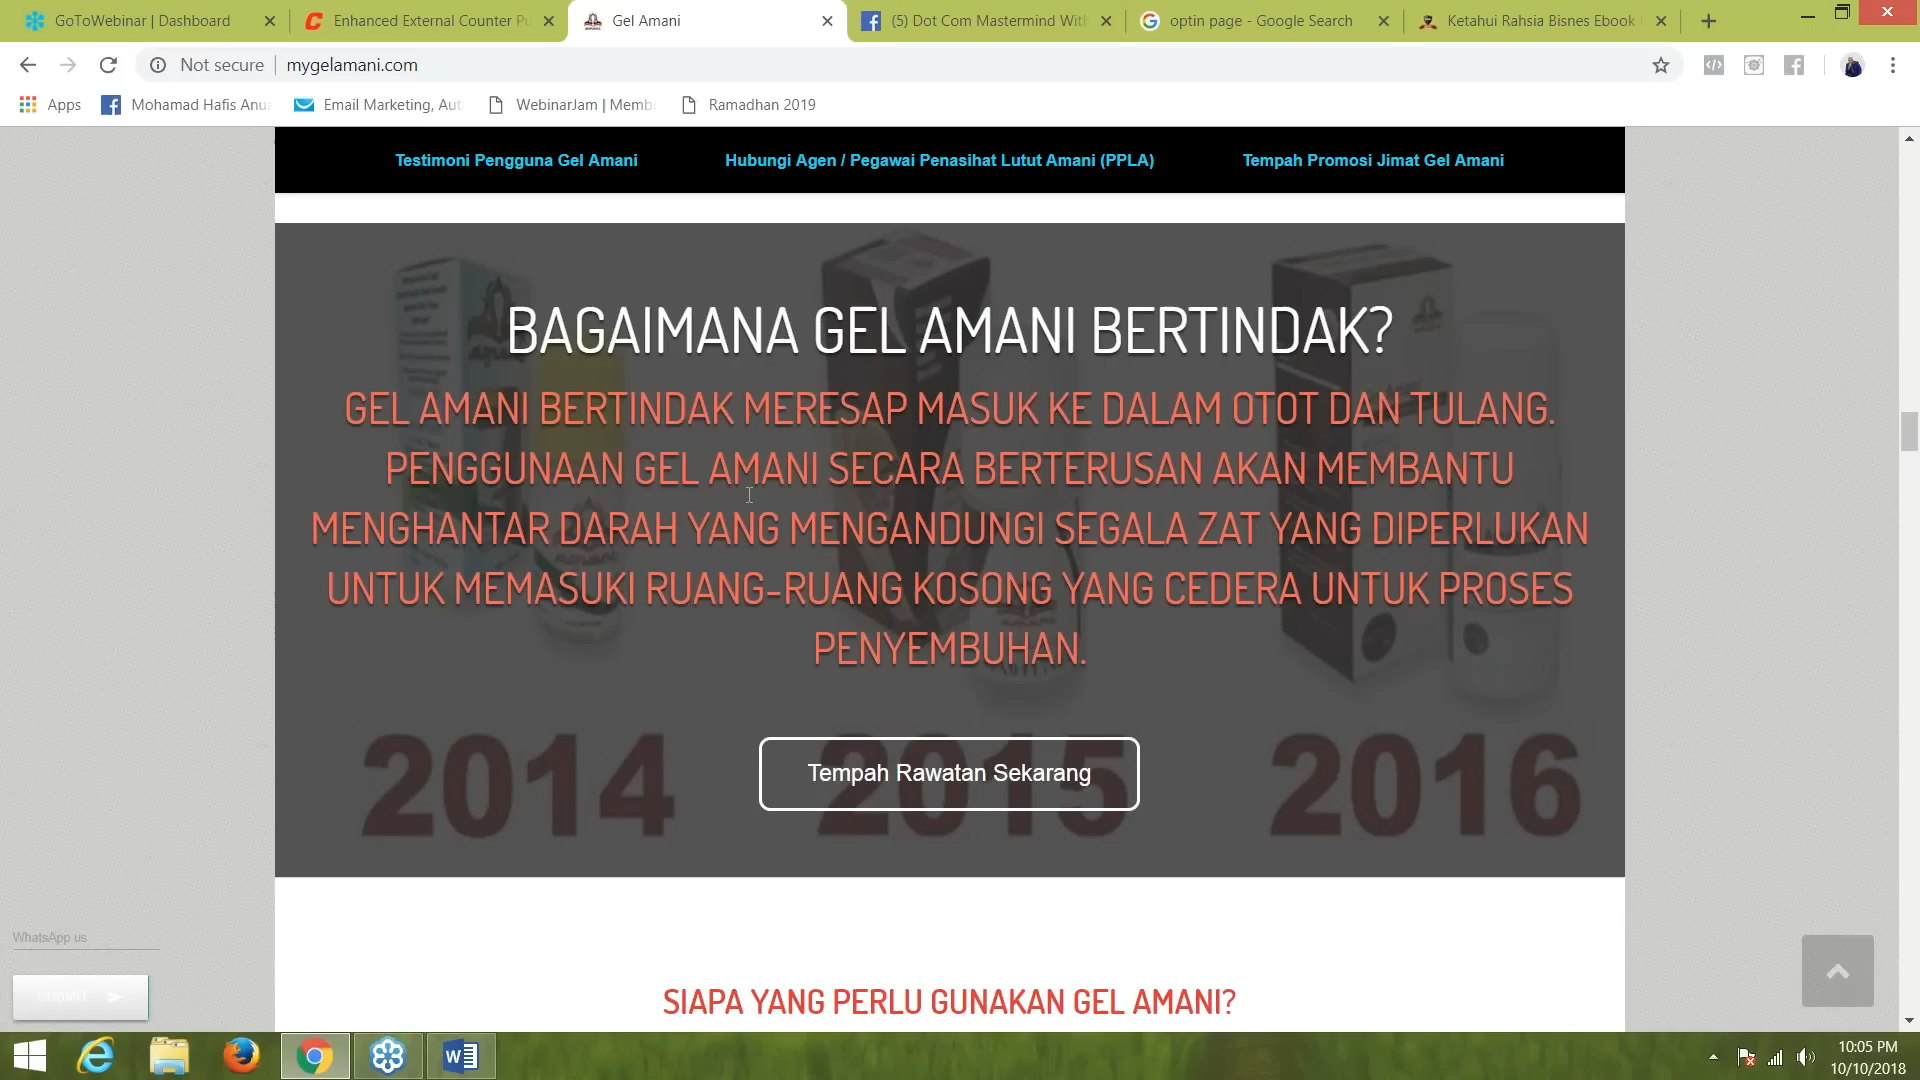 GoToWebinar | Dashboard
Enhanced External Counter Pu
Gel Amani
(5) Dot Com Mastermind With
optin page - Google Search
Ketahui Rahsia Bisnes Ebook
Not secure
mygelamani.com
Apps
Mohamad Hafis Anua
Email Marketing, Aut
WebinarJam | Memb
Ramadhan 2019
Testimoni Pengguna Gel Amani
Hubungi Agen / Pegawai Penasihat Lutut Amani (PPLA)
Tempah Promosi Jimat Gel Amani
BAGAIMANA GEL AMANI BERTINDAK?
GEL AMANI BERTINDAK MERESAP MASUK KE DALAM OTOT DAN TULANG.
PENGGUNAAN GEL AMANI SECARA BERTERUSAN AKAN MEMBANTU
MENGHANTAR DARAH YANG MENGANDUNGI SEGALA ZAT YANG DIPERLUKAN
UNTUK MEMASUKI RUANG-RUANG KOSONG YANG CEDERA UNTUK PROSES
PENYEMBUHAN.
2014
2015
2016
Tempah Rawatan Sekarang
WhatsApp us
SUBMIT
SIAPA YANG PERLU GUNAKAN GEL AMANI?
10:05 PM
10/10/2018